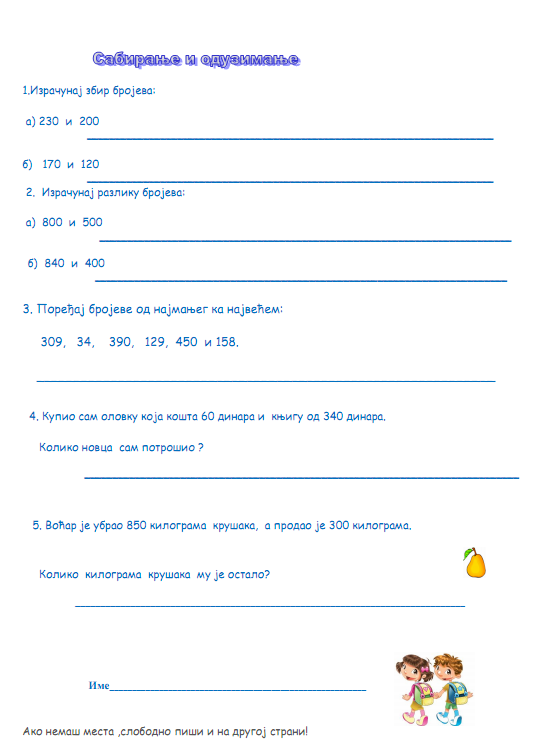 Сабирање и одузимање
1.Израчунај збир бројева:
а) 230 и 200
б) 170 и 120
2. Израчунај разлику бројева:
а) 800 и 500
б) 840 и 400
3. Поређај бројеве од најмањег ка највећем:
309, 34, 390, 129, 450 и 158.
4. Купио сам оловку која кошта 60 динара и књигу од 340 динара.
Колико новца сам потрошио ?
5. Воћар је убрао 850 килограма крушака, а продао је 300 килограма.
Колико килограма крушака му је остало?
Име
Ако немаш места ,слободно пиши и на другој страни!